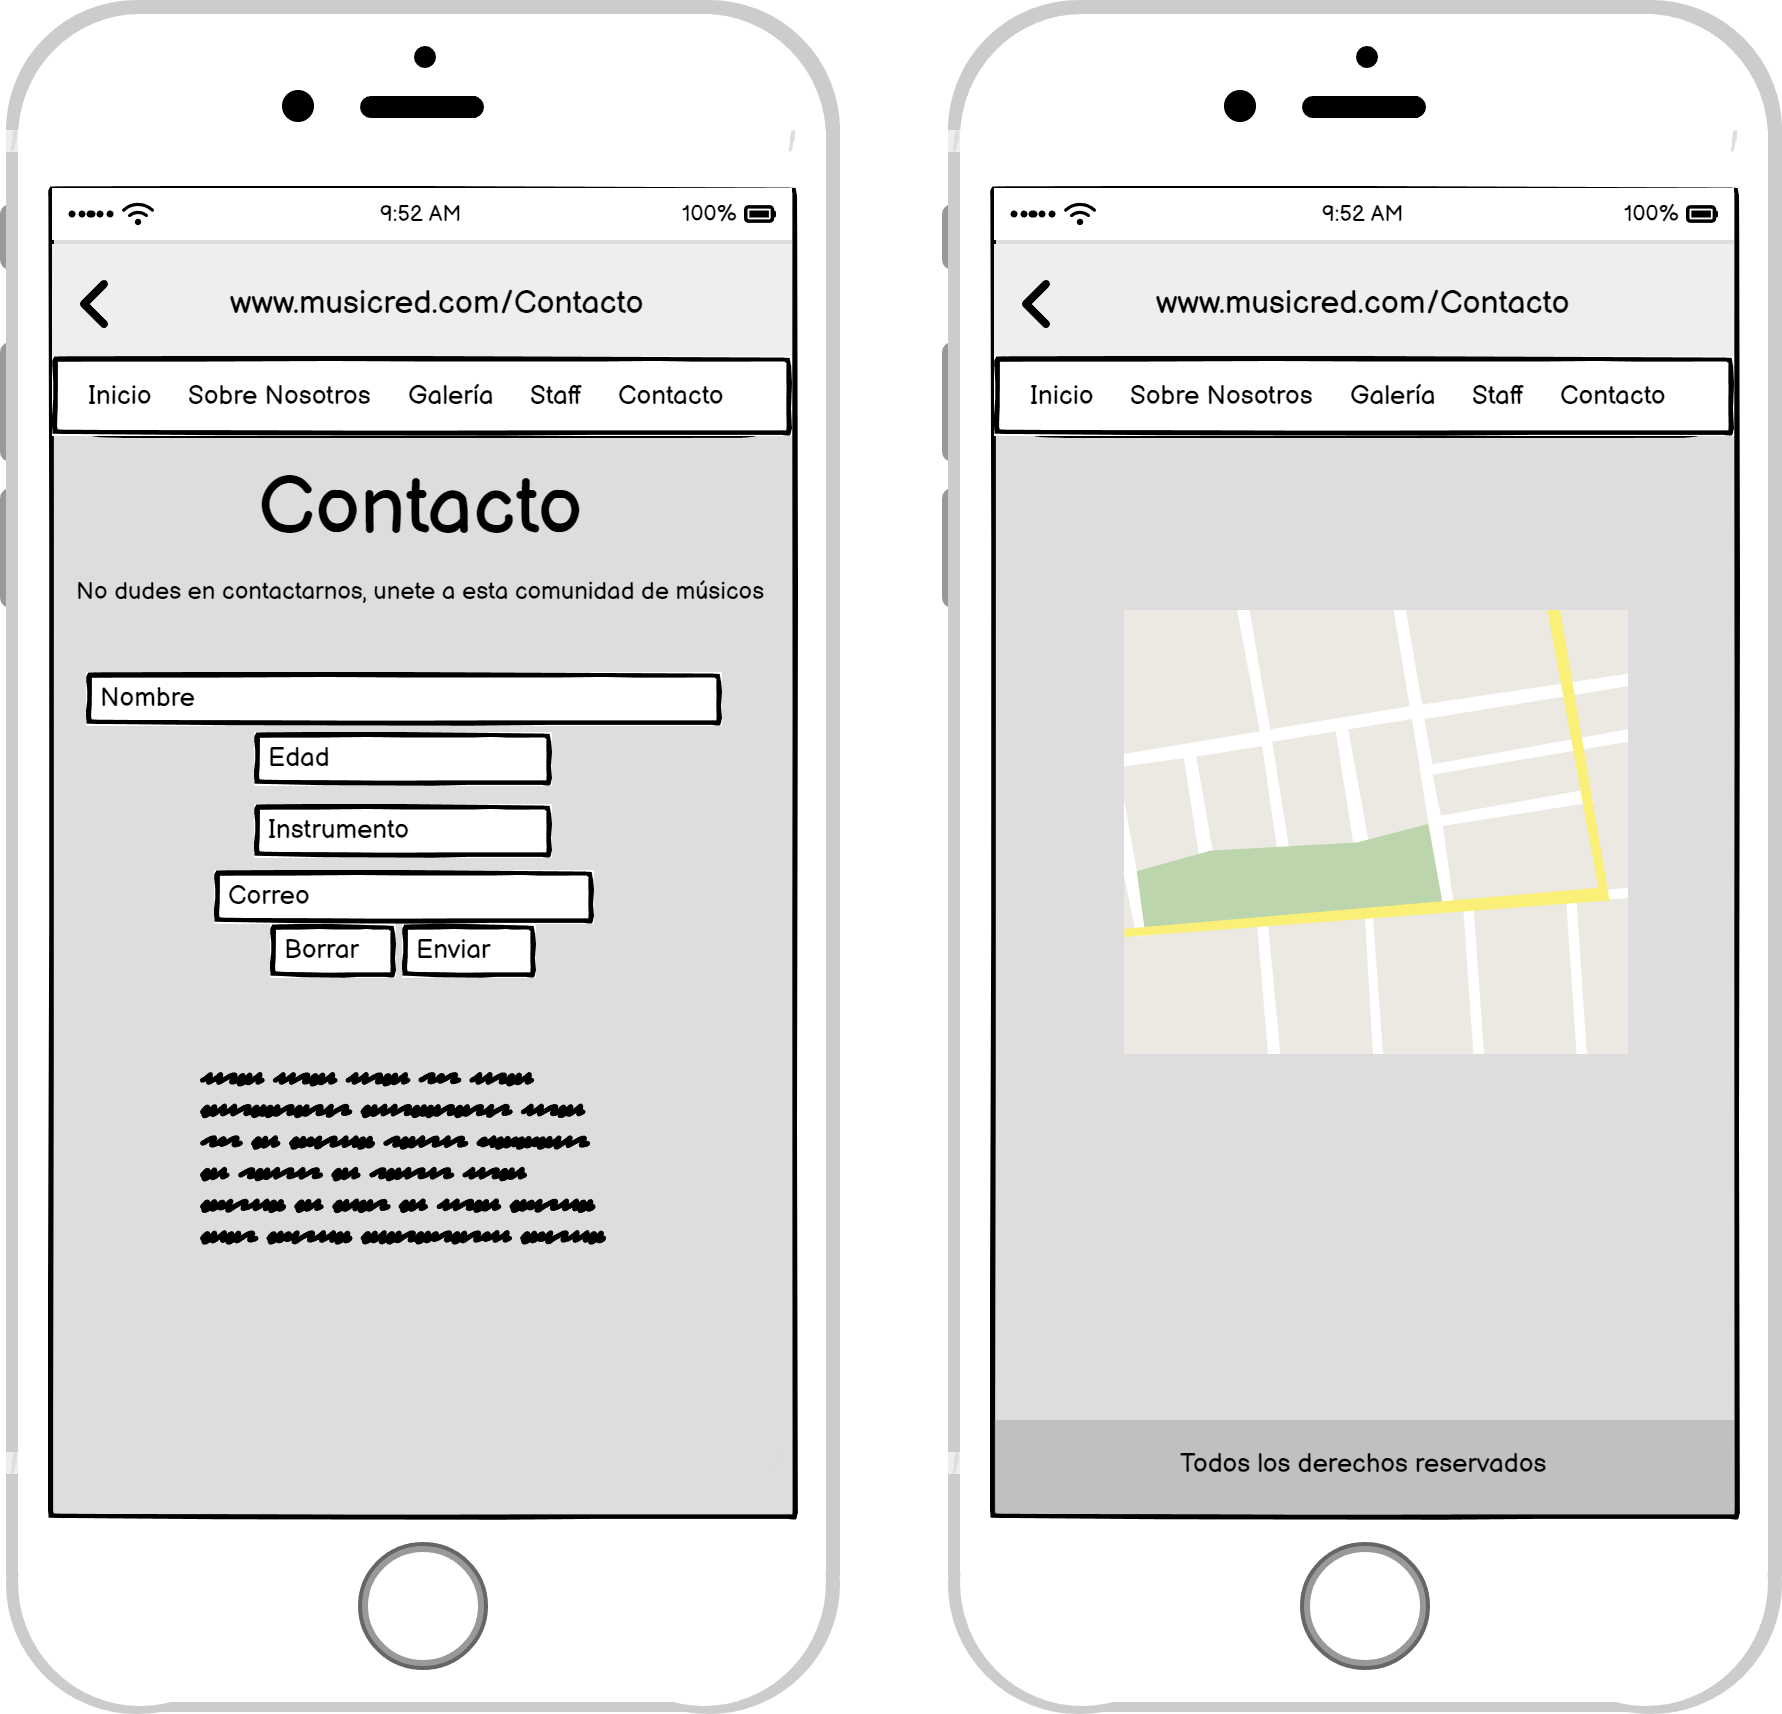 9:52 AM 100%
www.musicred.com/Contacto
Inicio Sobre Nosotros Galería Staff Contacto
Contacto
No dudes en contactarnos, unete a esta comunidad de músicos
Nombre
Edad
Instrumento
Correo
Borrar Enviar
9:52 AM 100%
www.musicred.com/Contacto
Inicio Sobre Nosotros Galería Staff Contacto
Todos los derechos reservados